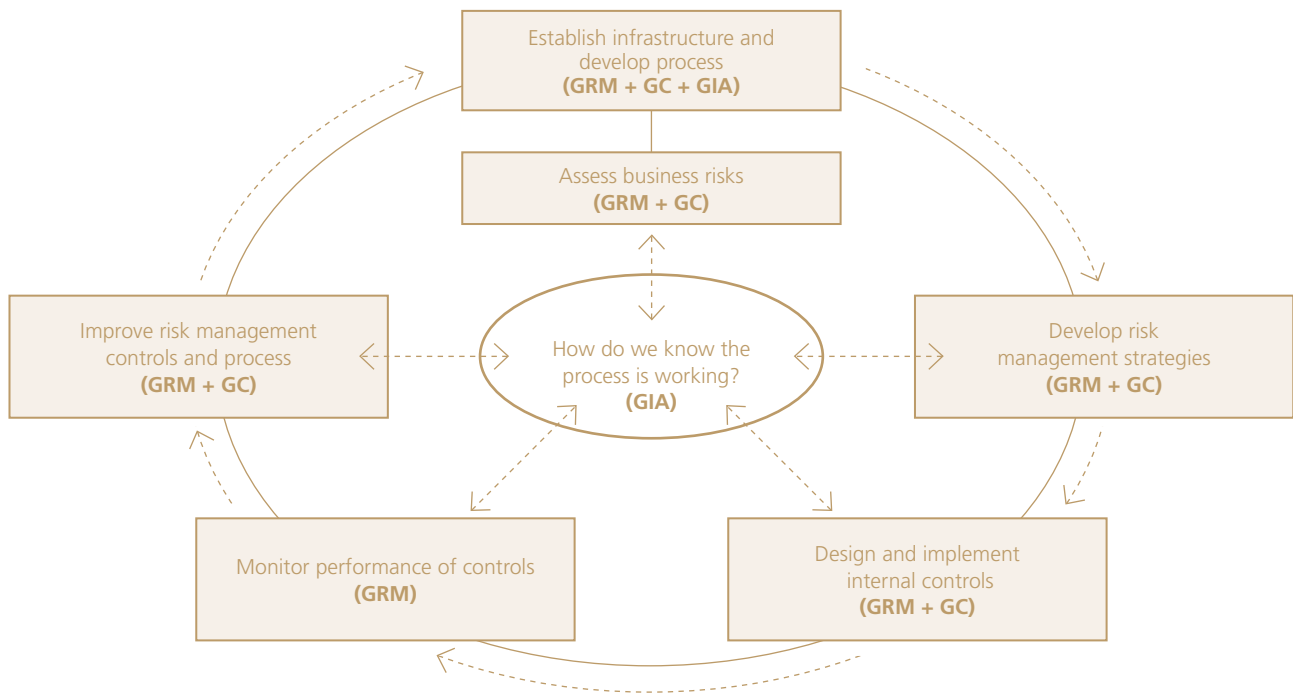 Establish infrastructure and
develop process
(GRM + GC + GIA)
Assess business risks
(GRM + GC)
Improve risk management
controls and process
(GRM + GC)
How do we know the
process is working?
(GIA)
Develop risk
management strategies
(GRM + GC)
Monitor performance of controls
(GRM)
Design and implement
internal controls
(GRM + GC)